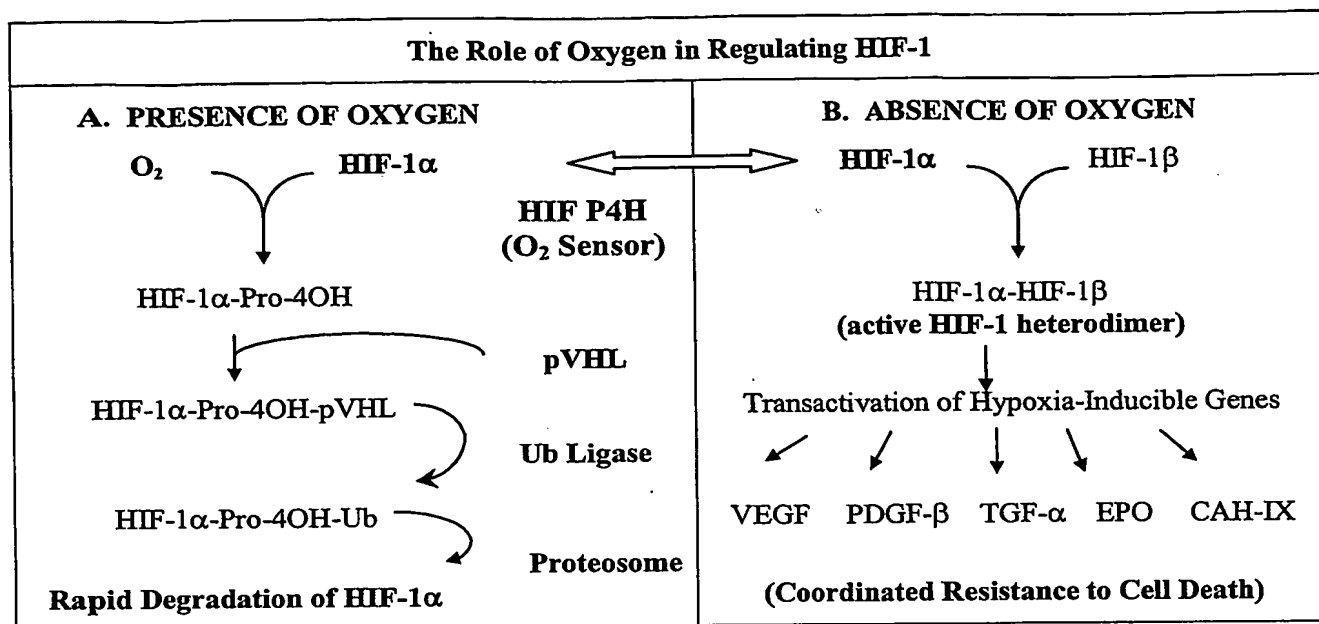 The Role of Oxygen in Regulating HIF-1
A. PRESENCE OF OXYGEN
O₂ HIF-1α
HIF P4H
(O₂ Sensor)
HIF-1α-Pro-4OH
pVHL
HIF-1α-Pro-4OH-pVHL
Ub Ligase
HIF-1α-Pro-4OH-Ub
Proteosome
Rapid Degradation of HIF-1α
B. ABSENCE OF OXYGEN
HIF-1α HIF-1β
HIF-1α-HIF-1β
(active HIF-1 heterodimer)
Transactivation of Hypoxia-Inducible Genes
VEGF PDGF-β TGF-α EPO CAH-IX
(Coordinated Resistance to Cell Death)